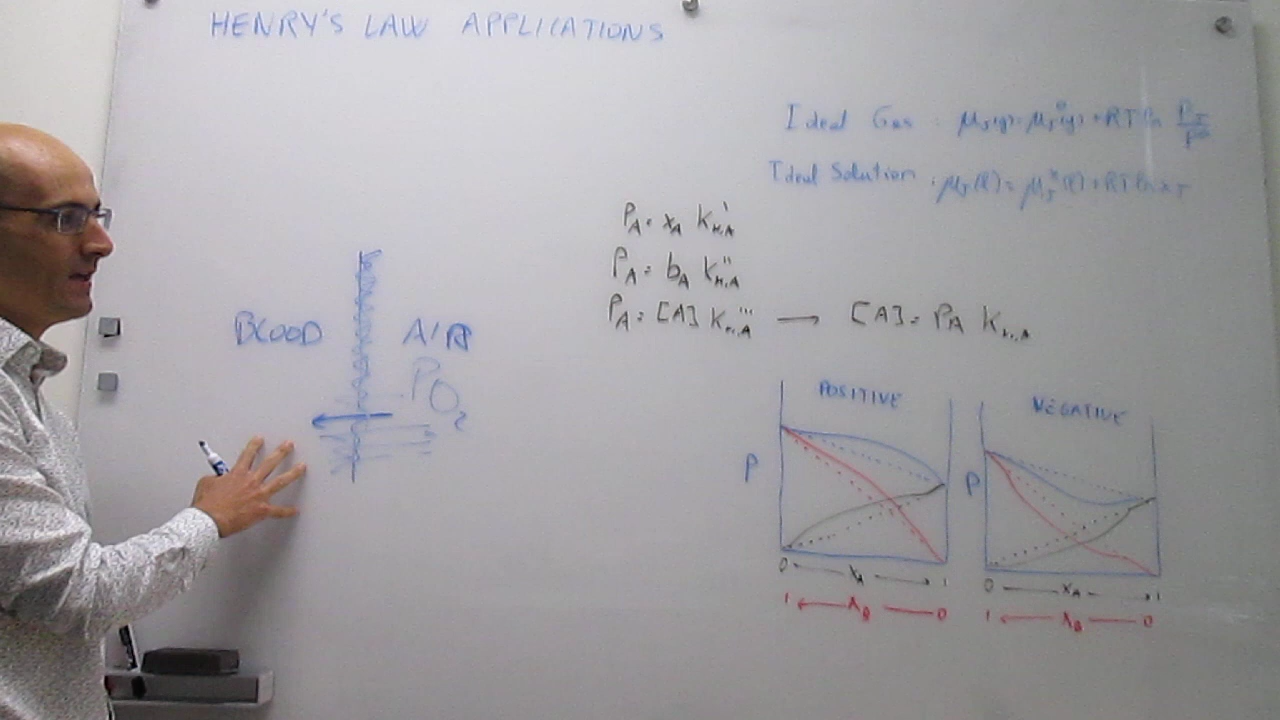 HENRY'S LAW APPLICATIONS
Ideal Gas : μJ(g) = μJ°(g) + RT ln PJ/P°
Ideal Solution : μJ(l) = μJ*(l) + RT ln xJ
PA = xA K'H,A
PA = bA K''H,A
PA = [A] K'''H,A → [A] = PA KH,A
BLOOD
AIR
PO2
POSITIVE
NEGATIVE
P
P
0 xA 1
1 ← xB 0
0 xA 1
1 ← xB 0